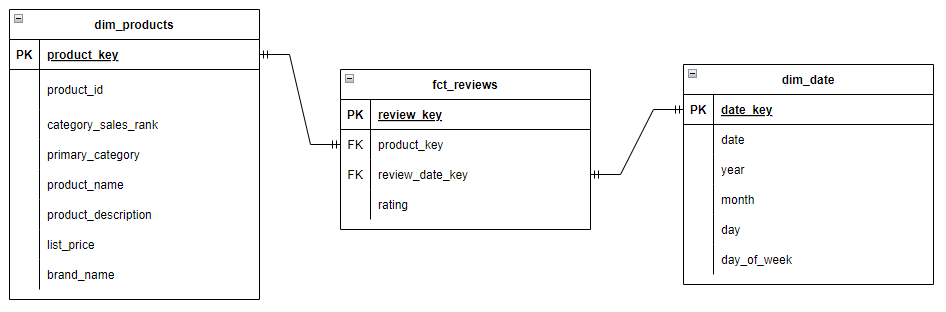 dim_products
PK product_key
product_id
category_sales_rank
primary_category
product_name
product_description
list_price
brand_name
fct_reviews
PK review_key
FK product_key
FK review_date_key
rating
dim_date
PK date_key
date
year
month
day
day_of_week